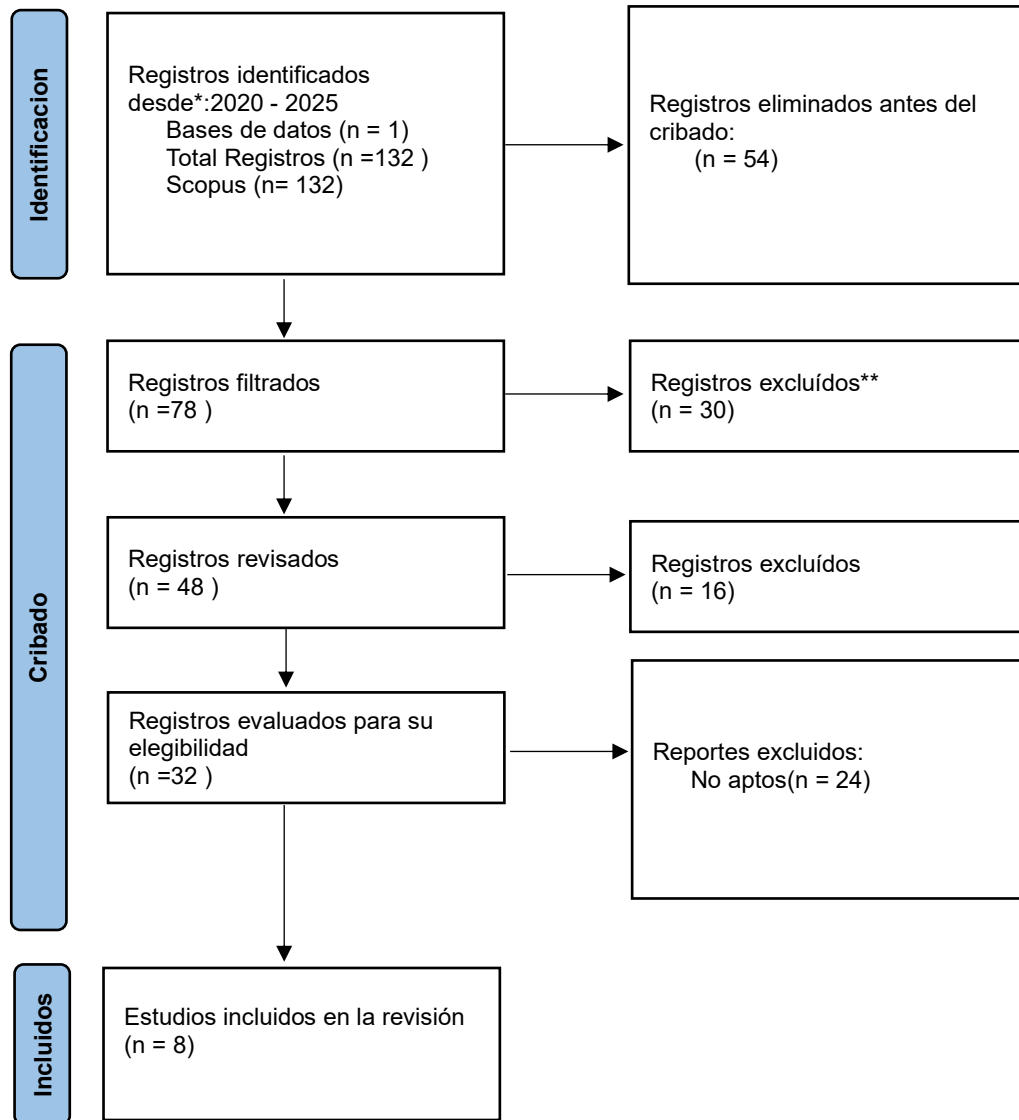 Identificacion
Registros identificados
desde*:2020 - 2025
Bases de datos (n = 1)
Total Registros (n =132 )
Scopus (n= 132)
Registros eliminados antes del
cribado:
(n = 54)
Cribado
Registros filtrados
(n =78 )
Registros excluídos**
(n = 30)
Registros revisados
(n = 48 )
Registros excluídos
(n = 16)
Registros evaluados para su
elegibilidad
(n =32 )
Reportes excluidos:
No aptos(n = 24)
Incluidos
Estudios incluidos en la revisión
(n = 8)